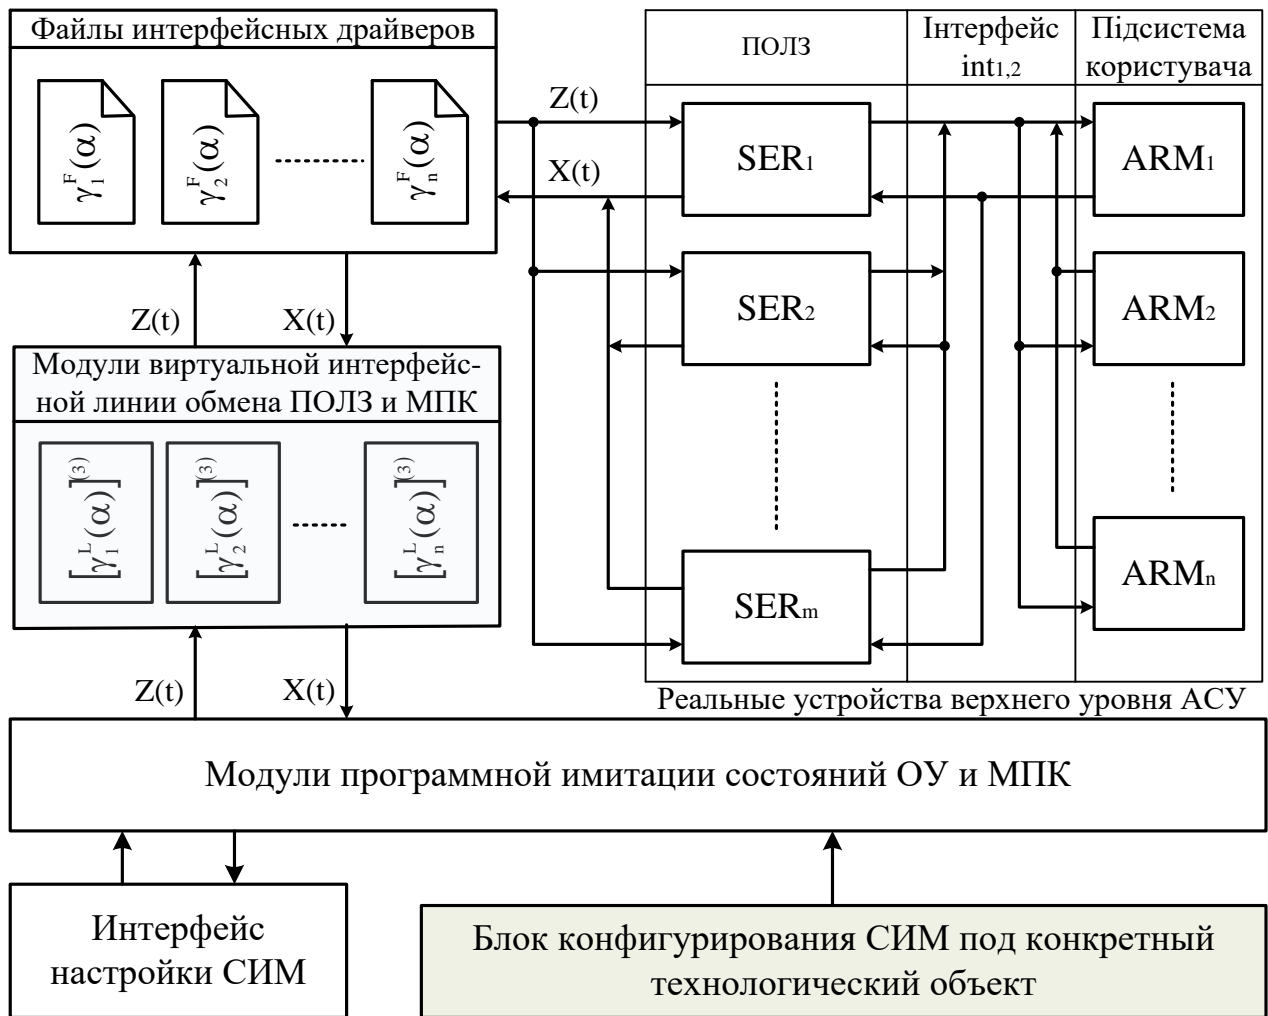 Файлы интерфейсных драйверов
γ₁ᶠ(α)
γ₂ᶠ(α)
γₙᶠ(α)
Z(t)
X(t)
ПОЛЗ
Інтерфейс
int1,2
Підсистема
користувача
SER1
ARM1
SER2
ARM2
SERm
ARMn
Реальные устройства верхнего уровня АСУ
Z(t)
X(t)
Модули виртуальной интерфейс-
ной линии обмена ПОЛЗ и МПК
[γ₁ᴸ(α)]⁽³⁾
[γ₂ᴸ(α)]⁽³⁾
[γₙᴸ(α)]⁽³⁾
Z(t)
X(t)
Модули программной имитации состояний ОУ и МПК
Интерфейс
настройки СИМ
Блок конфигурирования СИМ под конкретный
технологический объект